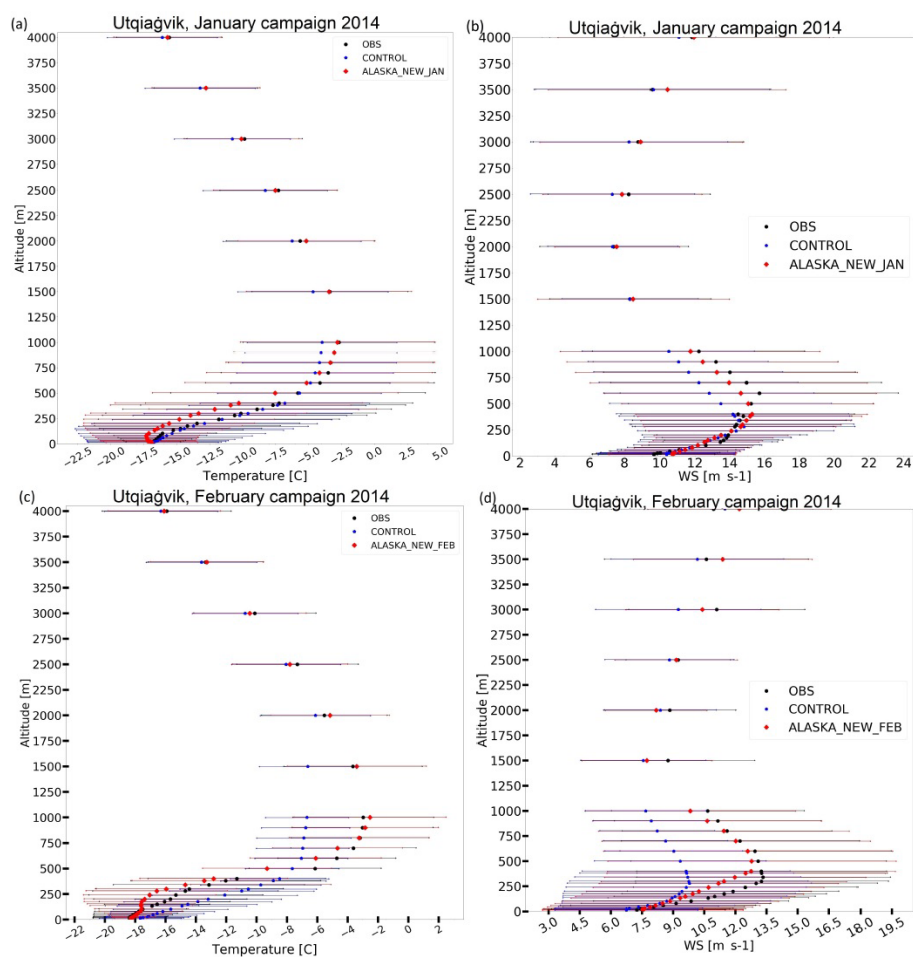 (a)
Utqiaġvik, January campaign 2014
4000
3750
3500
3250
3000
2750
2500
2250
2000
1750
1500
1250
1000
750
500
250
0
Altitude [m]
OBS
CONTROL
ALASKA_NEW_JAN
−22.5 −20.0 −17.5 −15.0 −12.5 −10.0 −7.5 −5.0 −2.5 0.0 2.5 5.0
Temperature [C]
(b)
Utqiaġvik, January campaign 2014
4000
3750
3500
3250
3000
2750
2500
2250
2000
1750
1500
1250
1000
750
500
250
0
Altitude [m]
OBS
CONTROL
ALASKA_NEW_JAN
4 6 8 10 12 14 16 18 20 22 24
WS [m s-1]
(c)
Utqiaġvik, February campaign 2014
4000
3750
3500
3250
3000
2750
2500
2250
2000
1750
1500
1250
1000
750
500
250
0
Altitude [m]
OBS
CONTROL
ALASKA_NEW_FEB
−22 −20 −18 −16 −14 −12 −10 −8 −6 −4 −2 0 2
Temperature [C]
(d)
Utqiaġvik, February campaign 2014
4000
3750
3500
3250
3000
2750
2500
2250
2000
1750
1500
1250
1000
750
500
250
0
Altitude [m]
OBS
CONTROL
ALASKA_NEW_FEB
3.0 4.5 6.0 7.5 9.0 10.5 12.0 13.5 15.0 16.5 18.0 19.5
WS [m s-1]